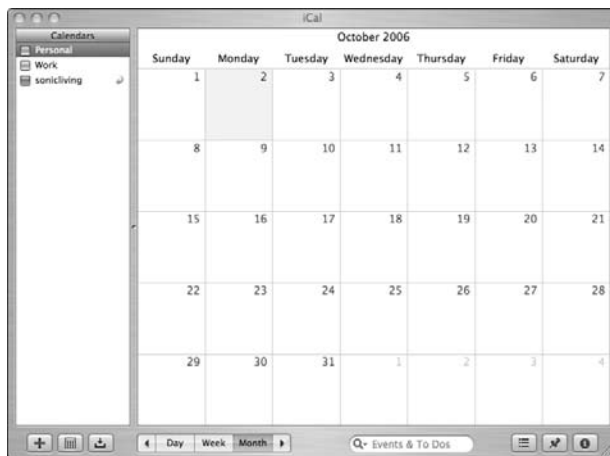 iCal
Calendars
Personal
Work
sonicliving
October 2006
Sunday Monday Tuesday Wednesday Thursday Friday Saturday
1 2 3 4 5 6 7
8 9 10 11 12 13 14
15 16 17 18 19 20 21
22 23 24 25 26 27 28
29 30 31 1 2 3 4
Day Week Month
Events & To Dos